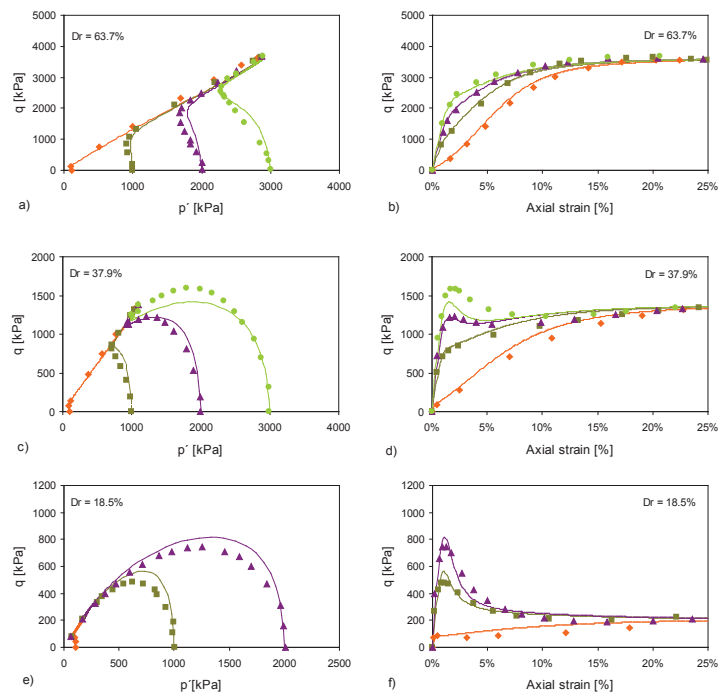 Dr = 63.7%
5000
4000
3000
2000
1000
0
q [kPa]
0 1000 2000 3000 4000
p´ [kPa]
a)
Dr = 63.7%
5000
4000
3000
2000
1000
0
q [kPa]
0% 5% 10% 15% 20% 25%
Axial strain [%]
b)
Dr = 37.9%
2000
1500
1000
500
0
q [kPa]
0 1000 2000 3000 4000
p´ [kPa]
c)
Dr = 37.9%
2000
1500
1000
500
0
q [kPa]
0% 5% 10% 15% 20% 25%
Axial strain [%]
d)
Dr = 18.5%
1200
1000
800
600
400
200
0
q [kPa]
0 500 1000 1500 2000 2500
p´[kPa]
e)
Dr = 18.5%
1200
1000
800
600
400
200
0
q [kPa]
0% 5% 10% 15% 20% 25%
Axial strain [%]
f)